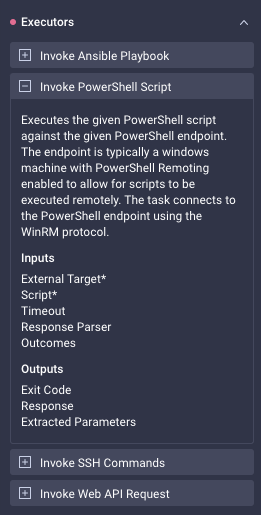 Executors
Invoke Ansible Playbook
Invoke PowerShell Script
Executes the given PowerShell script
against the given PowerShell endpoint.
The endpoint is typically a windows
machine with PowerShell Remoting
enabled to allow for scripts to be
executed remotely. The task connects to
the PowerShell endpoint using the
WinRM protocol.
Inputs
External Target*
Script*
Timeout
Response Parser
Outcomes
Outputs
Exit Code
Response
Extracted Parameters
Invoke SSH Commands
Invoke Web API Request